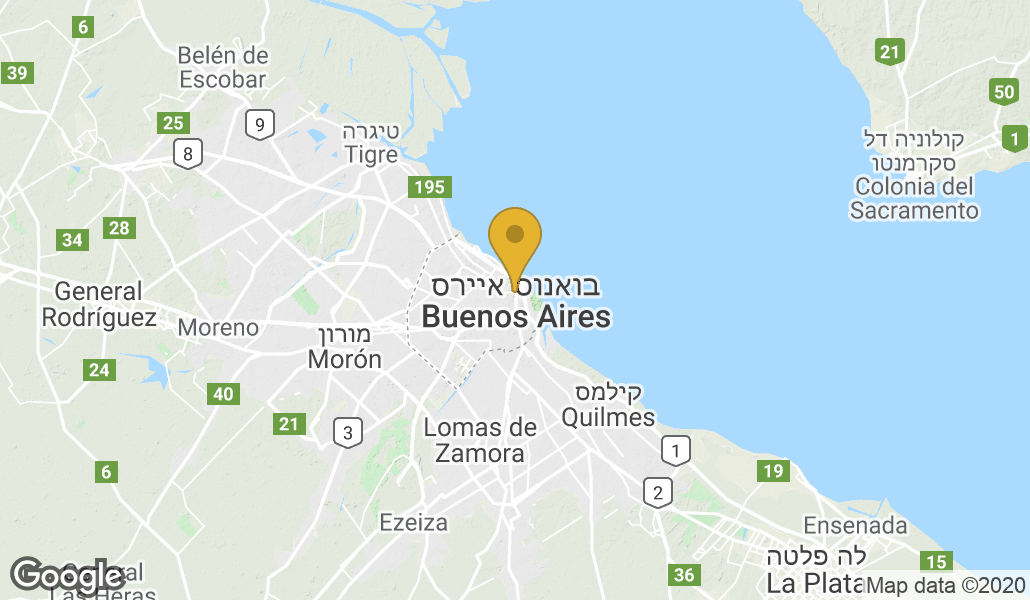 6
39
Belén de
Escobar
21
50
1
25
9
8
טיגרה
Tigre
קולוניה דל
סקרמנטו
Colonia del
Sacramento
195
28
34
General
Rodríguez
בואנוס איירס
Buenos Aires
Moreno
מורון
Morón
24
40
קילמס
Quilmes
21
3
Lomas de
Zamora
1
6
19
2
Ezeiza
Ensenada
לה פלטה
La Plata
15
36
Google
General
Las Heras
Map data ©2020